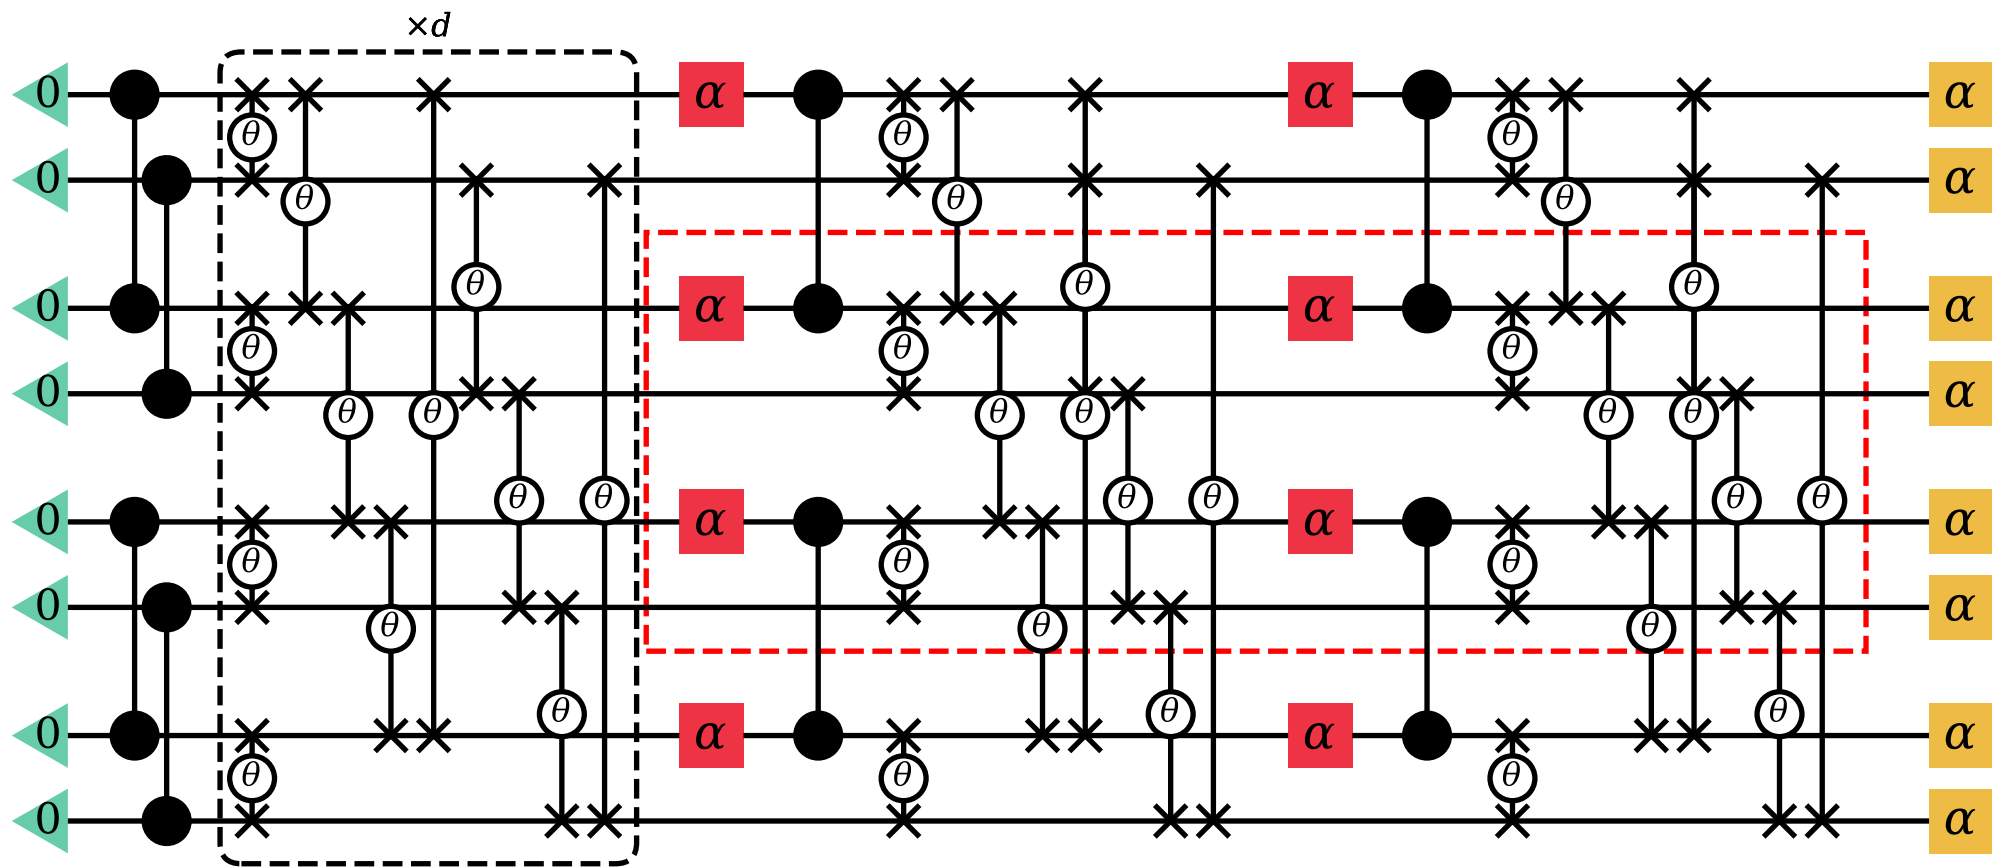 ×d
0 α α α
θ θ θ
0 α
θ θ θ
θ θ θ
0 α α α
θ θ θ
0 α
θ θ θ θ θ θ
θ θ θ θ θ θ
0 α α α
θ θ θ
0 α
θ θ θ
θ θ θ
0 α α α
θ θ θ
0 α